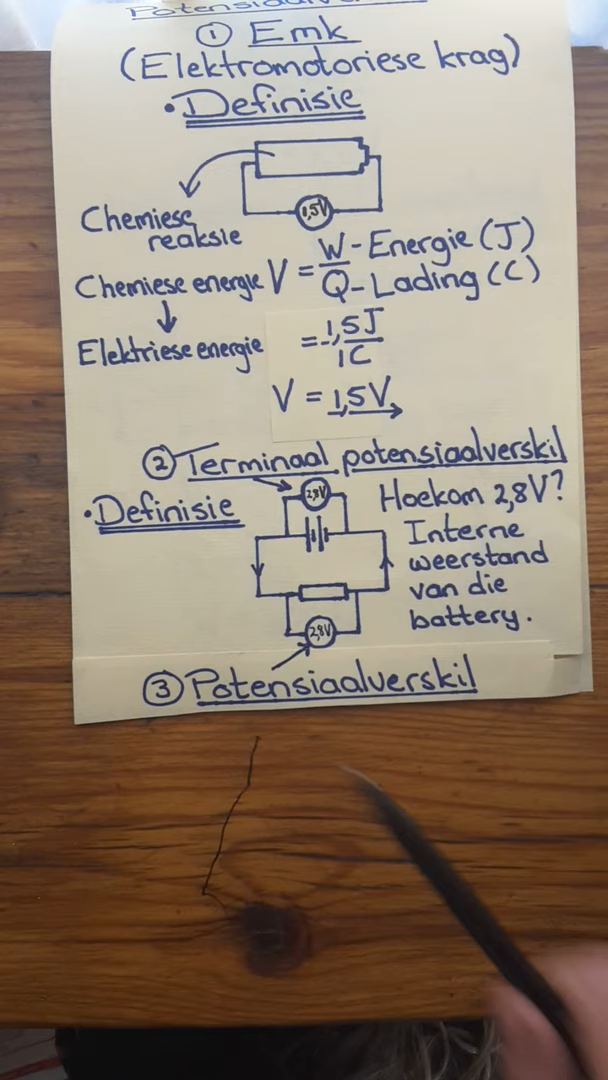 Potensiaalverskil
① Emk
(Elektromotoriese krag)
• Definisie
1,5V
Chemiese reaksie
V = W - Energie (J)
Q - Lading (C)
Chemiese energie
↓
Elektriese energie
= 1,5J
1C
V = 1,5V
② Terminaal potensiaalverskil
• Definisie
2,8V
Hoekom 2,8V?
Interne
weerstand
van die
battery.
2,8V
③ Potensiaalverskil